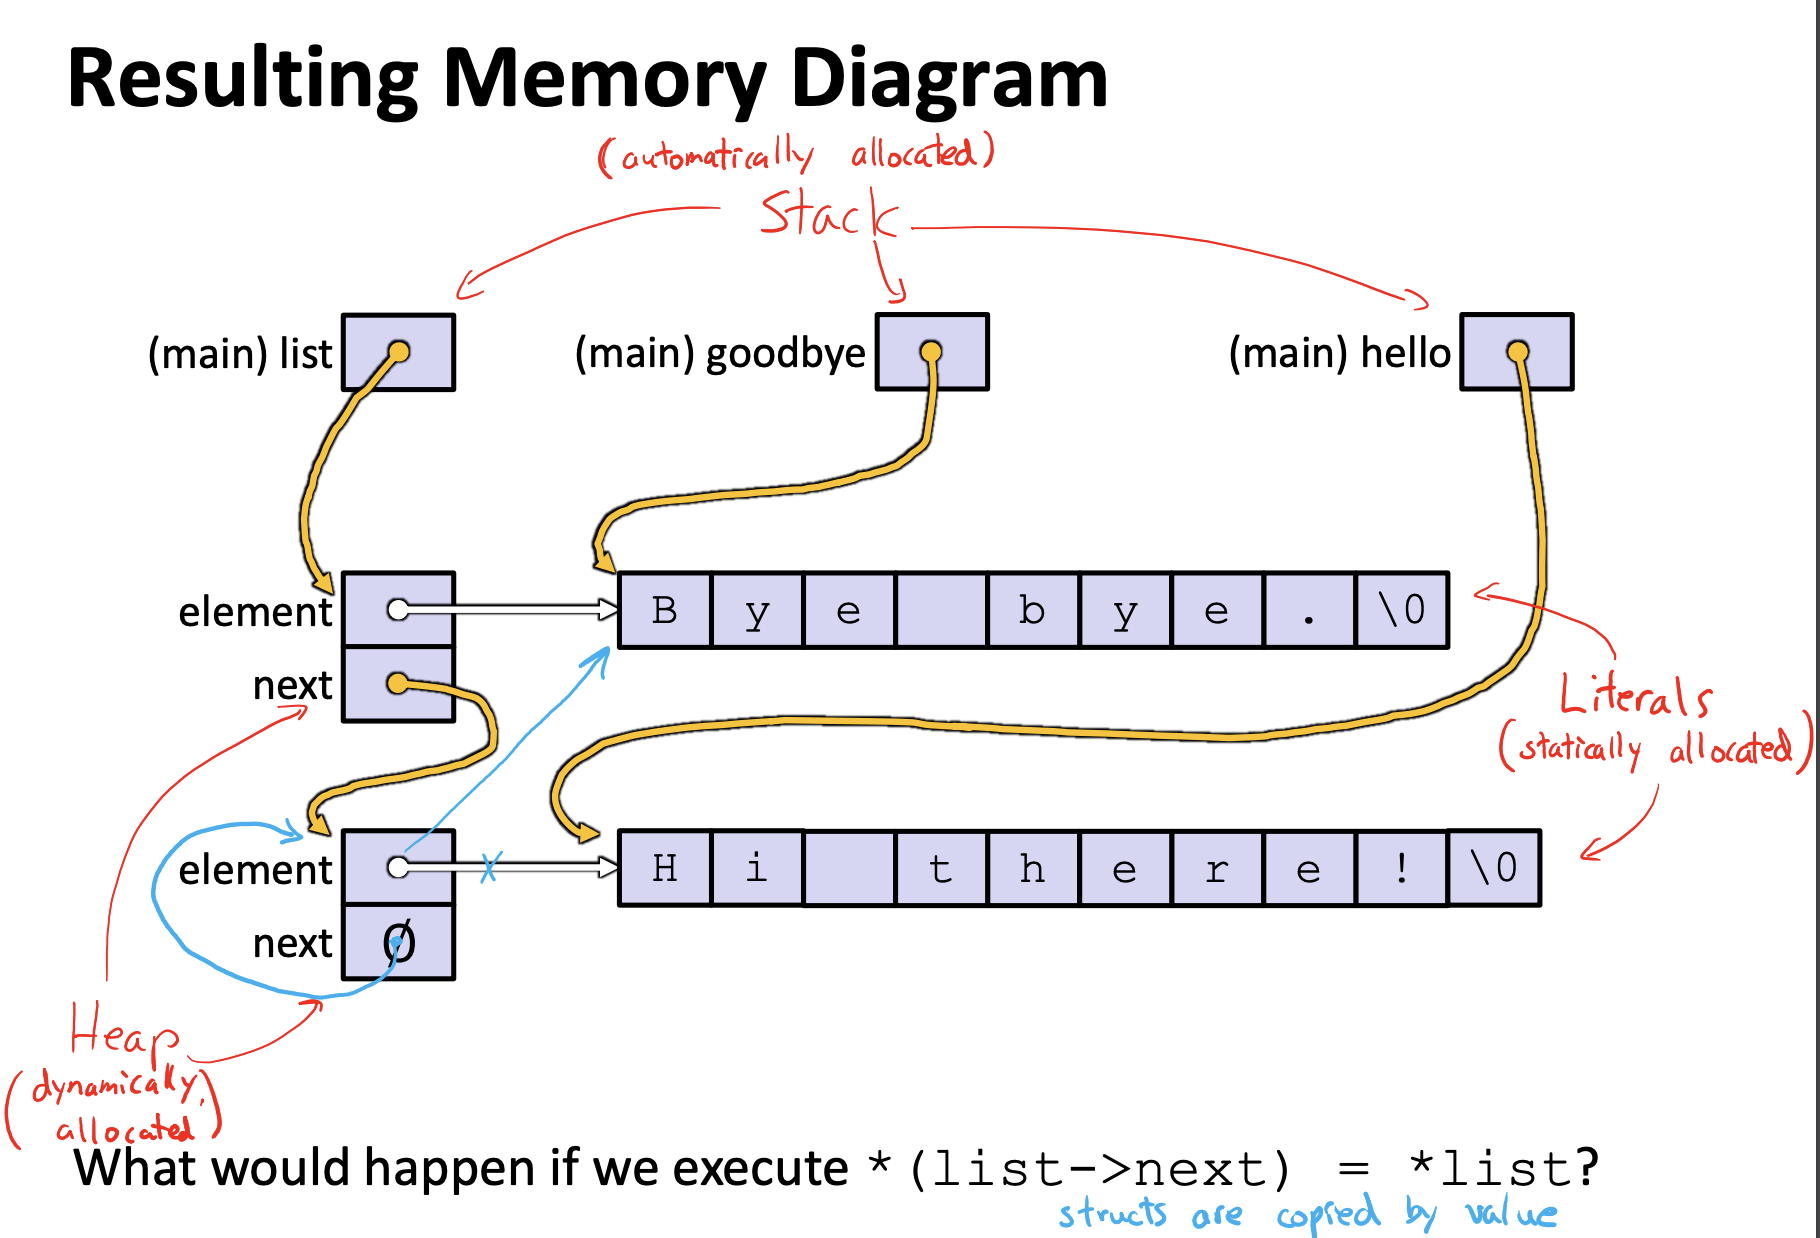 Resulting Memory Diagram
(automatically allocated)
Stack
(main) list
(main) goodbye
(main) hello
element
B y e b y e . \0
next
Literals
(statically allocated)
element
H i t h e r e ! \0
next
Ø
Heap
(dynamically allocated)
What would happen if we execute *(list->next) = *list?
structs are copied by value